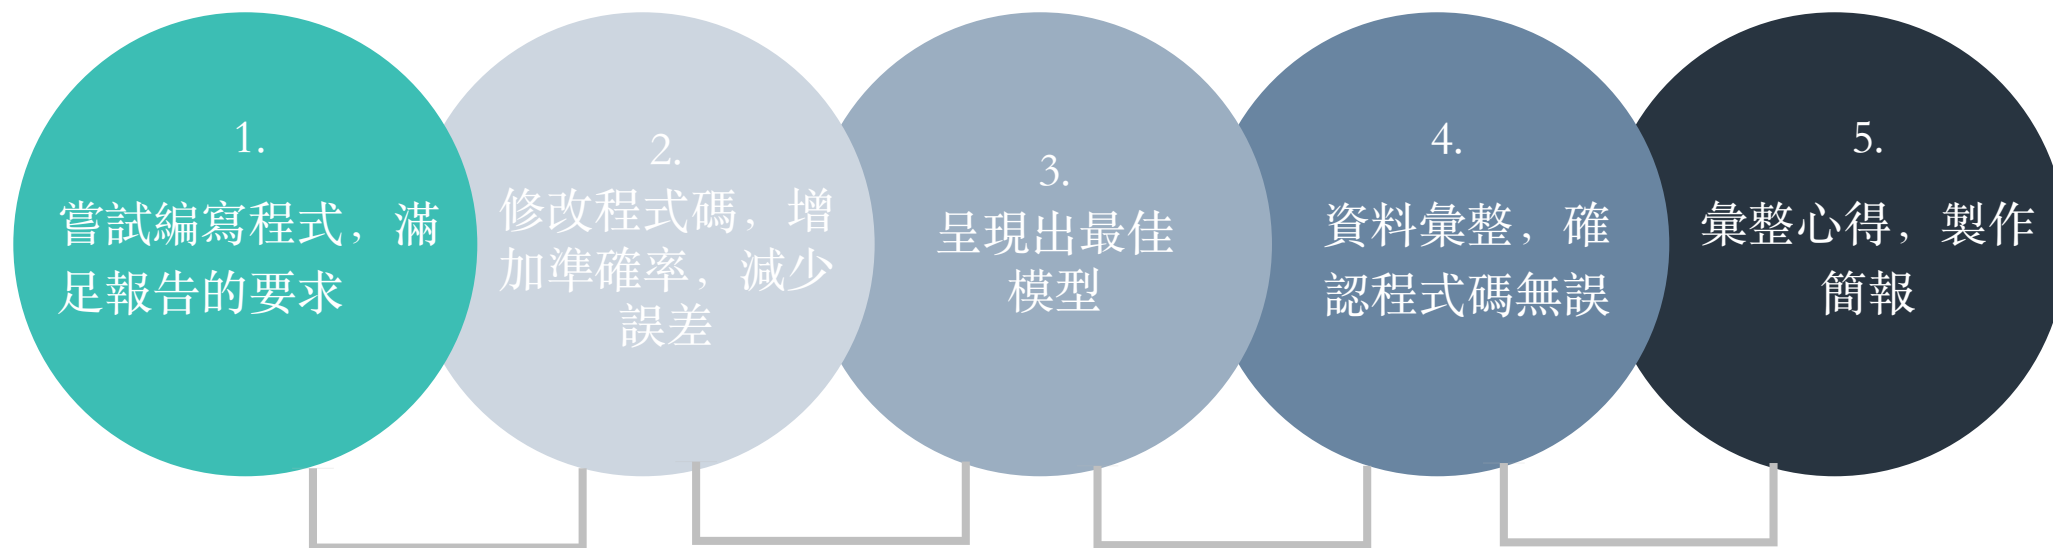 1.
嘗試編寫程式，滿
足報告的要求
2.
修改程式碼，增
加準確率，減少
誤差
3.
呈現出最佳
模型
4.
資料彙整，確
認程式碼無誤
5.
彙整心得，製作
簡報